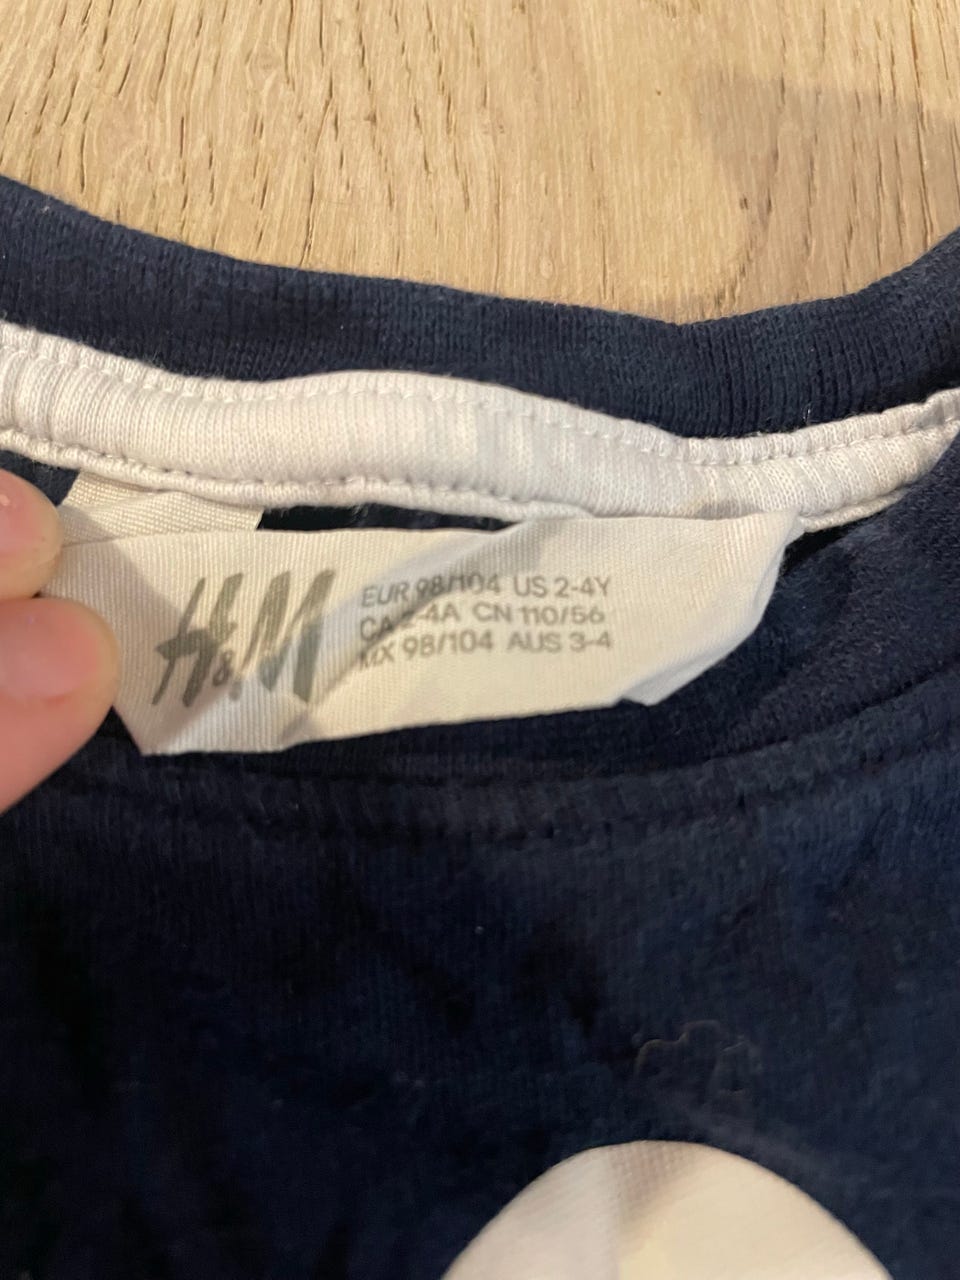 H&M
EUR 98/104 US 2-4Y
CA 2-4A CN 110/56
MX 98/104 AUS 3-4